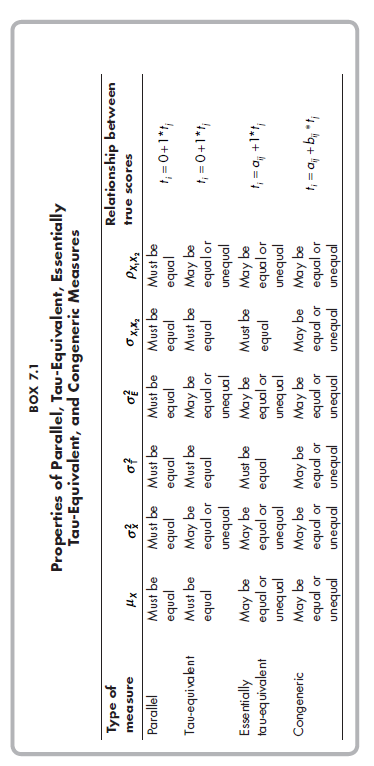 BOX 7.1
Properties of Parallel, Tau-Equivalent, Essentially
Tau-Equivalent, and Congeneric Measures
Type of measure μX σ²X σ²T σ²E σX₁X₂ ρX₁X₂ Relationship between true scores
Parallel Must be equal Must be equal Must be equal Must be equal Must be equal Must be equal tᵢ = 0+1*tⱼ
Tau-equivalent Must be equal May be equal or unequal Must be equal May be equal or unequal Must be equal May be equal or unequal tᵢ = 0+1*tⱼ
Essentially tau-equivalent May be equal or unequal May be equal or unequal Must be equal May be equal or unequal Must be equal May be equal or unequal tᵢ = aᵢⱼ +1*tⱼ
Congeneric May be equal or unequal May be equal or unequal May be equal or unequal May be equal or unequal May be equal or unequal May be equal or unequal tᵢ = aᵢⱼ + bᵢⱼ*tⱼ